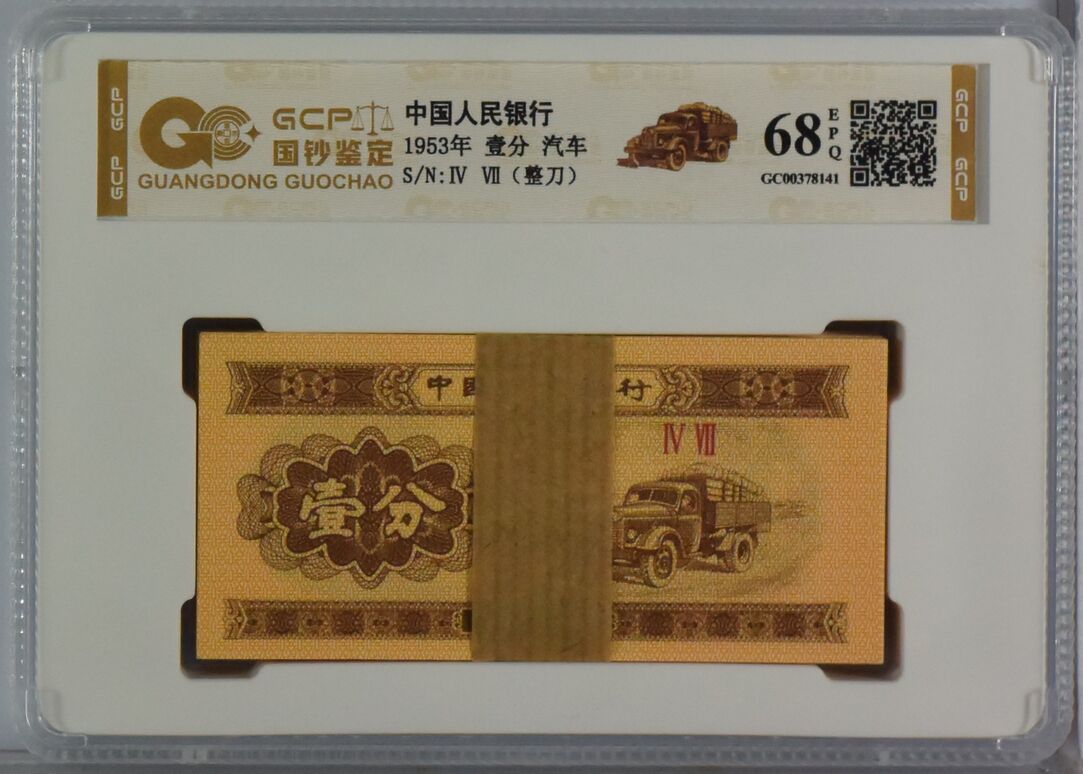 GCP
GCP
GCP
国钞鉴定
GUANGDONG GUOCHAO
中国人民银行
1953年 壹分 汽车
S/N:Ⅳ Ⅶ（整刀）
68
EPQ
GC00378141
GCP
GCP
中国
行
Ⅳ Ⅶ
壹分